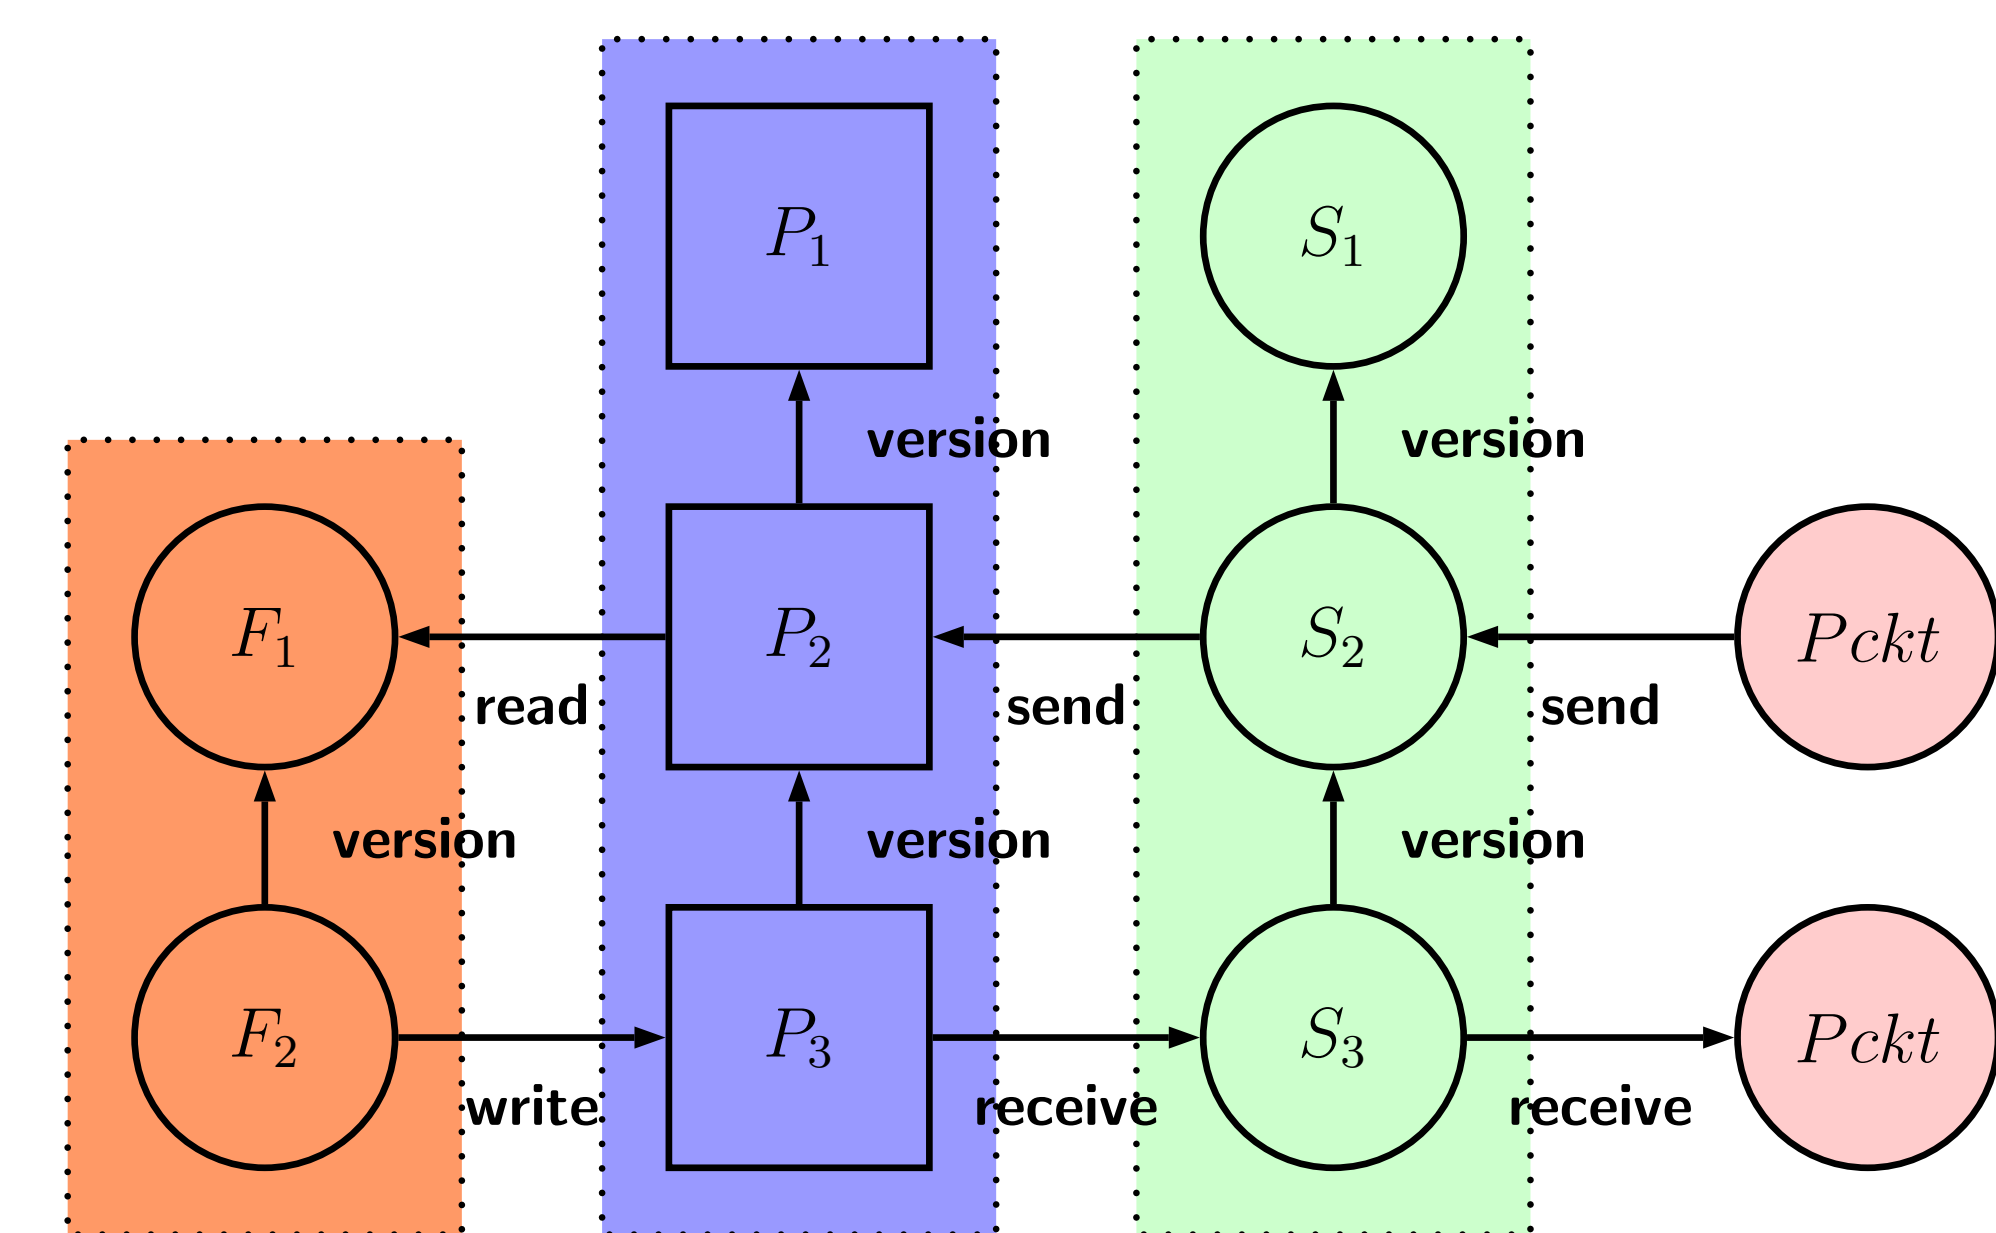 P₁ S₁
version version
F₁ P₂ S₂ Pckt
read send send
version version version
F₂ P₃ S₃ Pckt
write receive receive